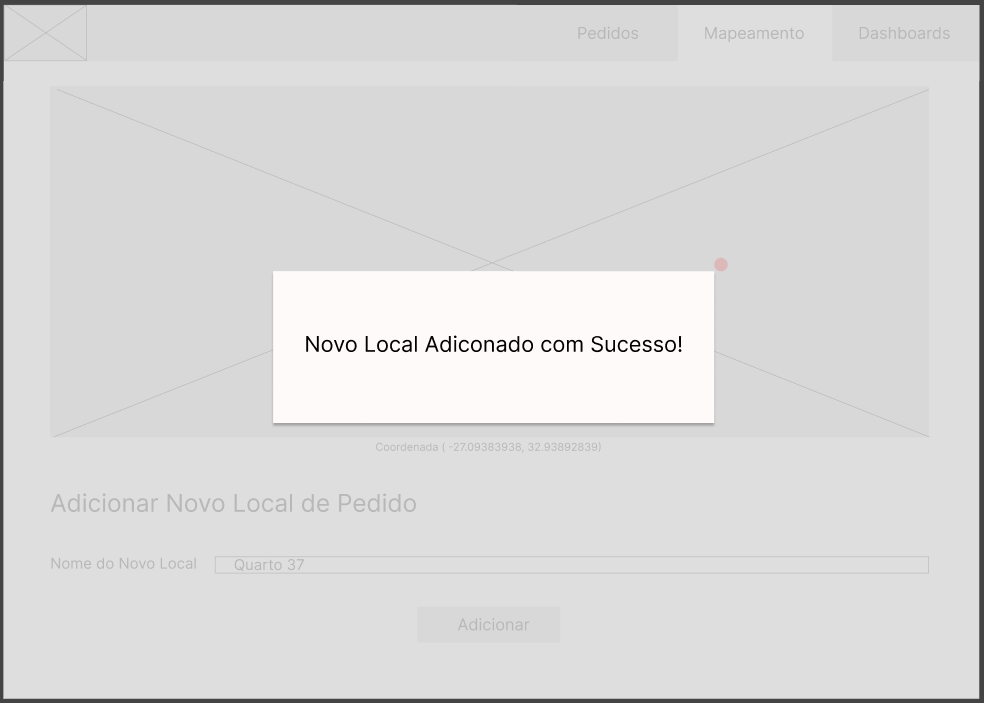 Pedidos
Mapeamento
Dashboards
Novo Local Adiconado com Sucesso!
Coordenada ( -27.09383938, 32.93892839)
Adicionar Novo Local de Pedido
Nome do Novo Local
Quarto 37
Adicionar